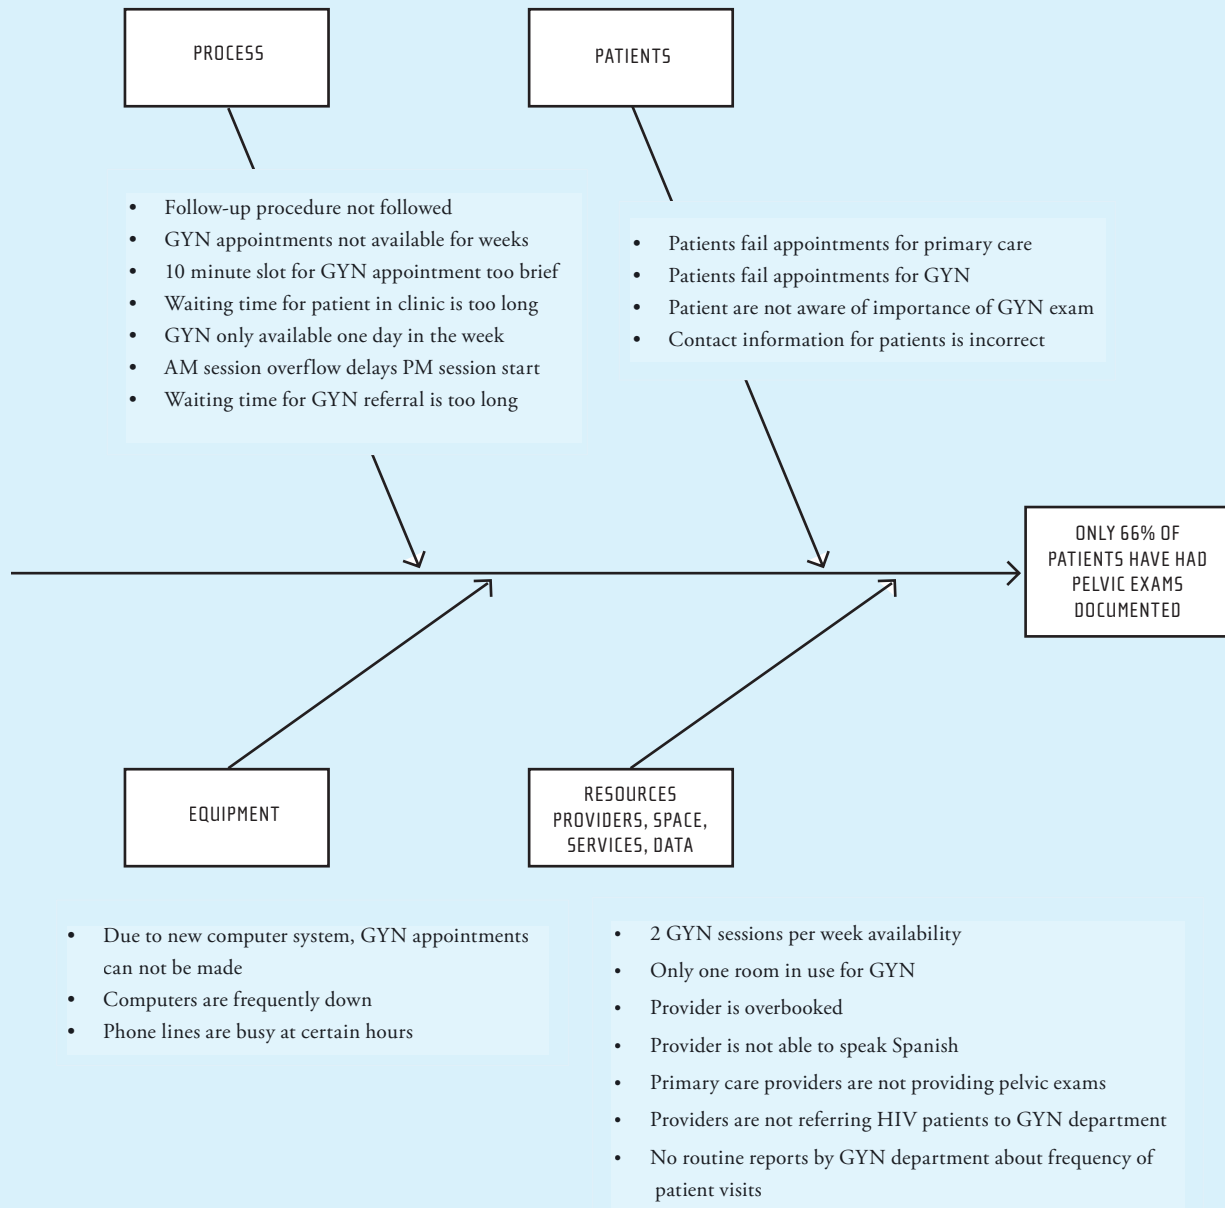 PROCESS
PATIENTS
• Follow-up procedure not followed
• GYN appointments not available for weeks
• 10 minute slot for GYN appointment too brief
• Waiting time for patient in clinic is too long
• GYN only available one day in the week
• AM session overflow delays PM session start
• Waiting time for GYN referral is too long
• Patients fail appointments for primary care
• Patients fail appointments for GYN
• Patient are not aware of importance of GYN exam
• Contact information for patients is incorrect
ONLY 66% OF
PATIENTS HAVE HAD
PELVIC EXAMS
DOCUMENTED
EQUIPMENT
RESOURCES
PROVIDERS, SPACE,
SERVICES, DATA
• Due to new computer system, GYN appointments
can not be made
• Computers are frequently down
• Phone lines are busy at certain hours
• 2 GYN sessions per week availability
• Only one room in use for GYN
• Provider is overbooked
• Provider is not able to speak Spanish
• Primary care providers are not providing pelvic exams
• Providers are not referring HIV patients to GYN department
• No routine reports by GYN department about frequency of
patient visits